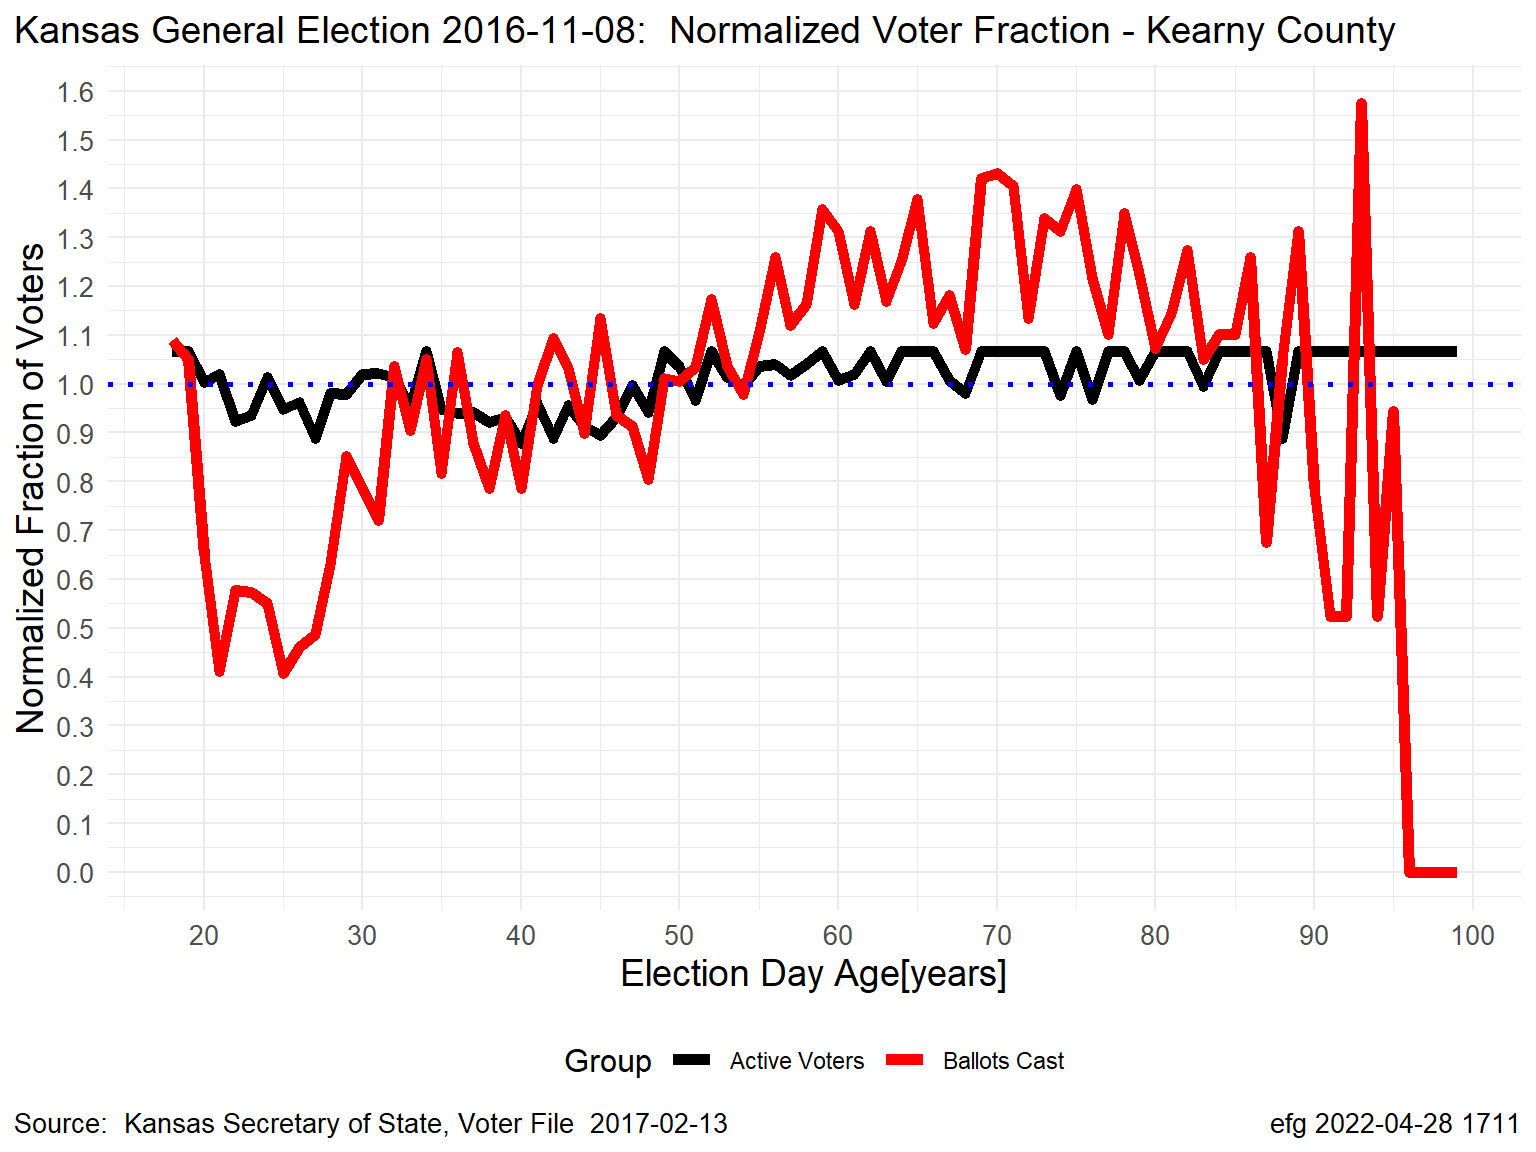 Kansas General Election 2016-11-08:  Normalized Voter Fraction - Kearny County
Normalized Fraction of Voters
1.6
1.5
1.4
1.3
1.2
1.1
1.0
0.9
0.8
0.7
0.6
0.5
0.4
0.3
0.2
0.1
0.0
20 30 40 50 60 70 80 90 100
Election Day Age[years]
Group Active Voters Ballots Cast
Source:  Kansas Secretary of State, Voter File  2017-02-13 efg 2022-04-28 1711